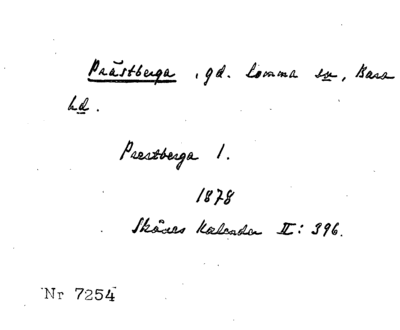 Prästberga, gd. Lomma sn, Bara
hd.
Prestberga 1.
1878
Skånes Kalender II: 396.
Nr 7254